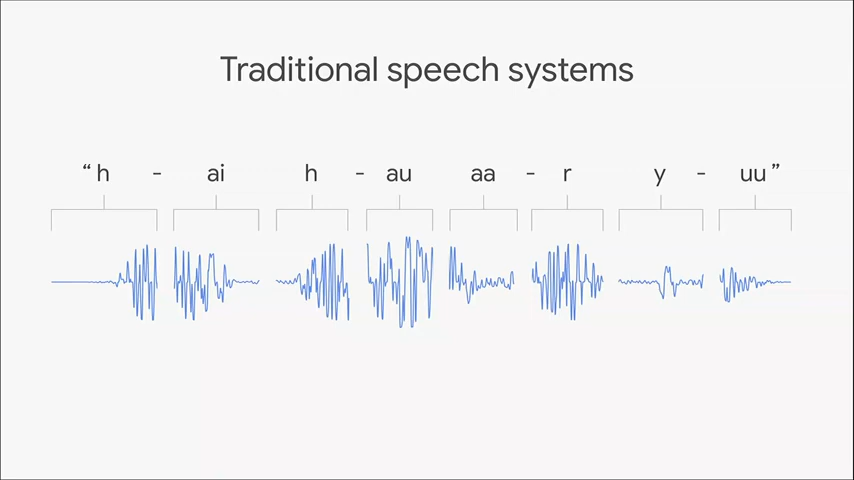 Traditional speech systems
“ h - ai h - au aa - r y - uu ”